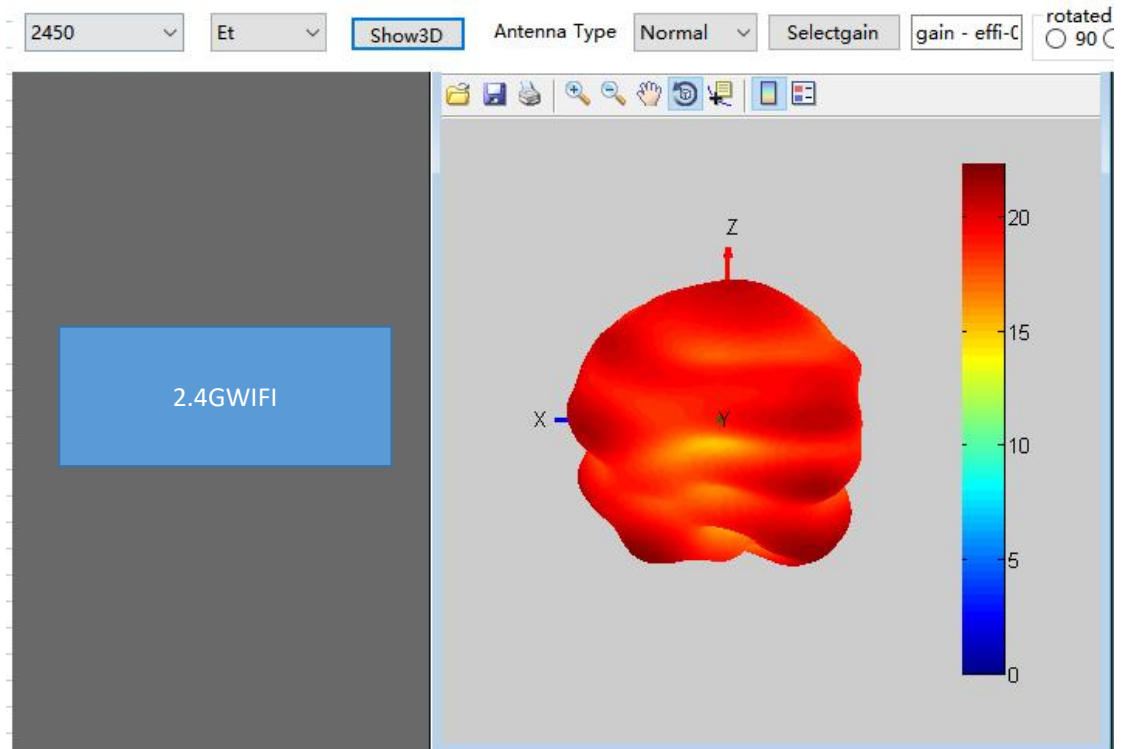 rotated
2450 Et Show3D Antenna Type Normal Selectgain gain - effi-C 90
Z
20
15
2.4GWIFI
X Y
10
5
0